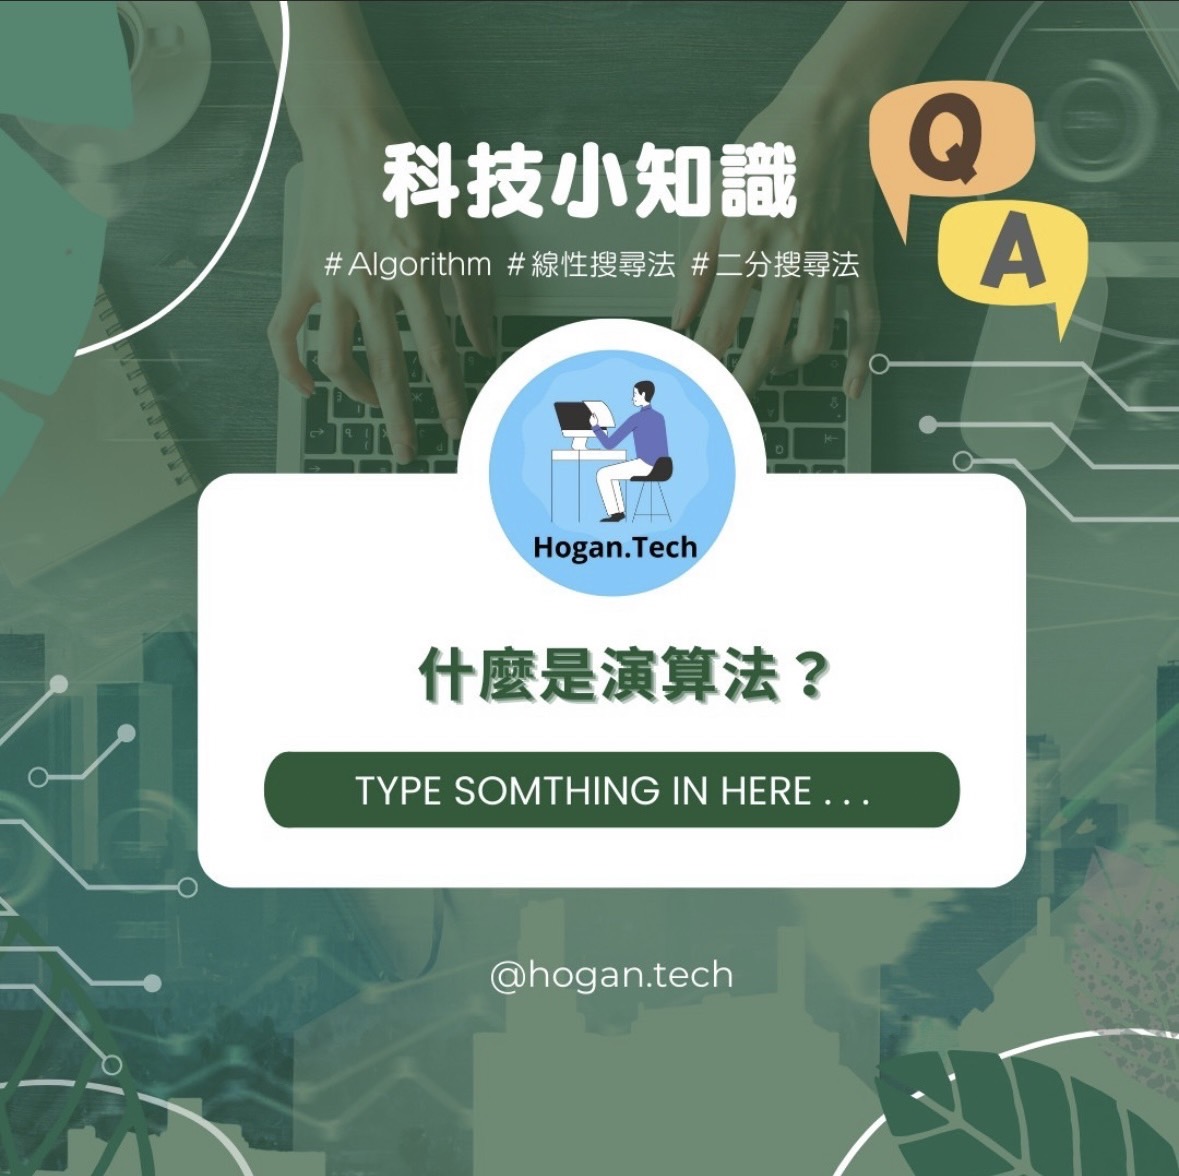 科技小知識
Q
A
#Algorithm #線性搜尋法 #二分搜尋法
Hogan.Tech
什麼是演算法？
TYPE SOMTHING IN HERE . . .
@hogan.tech